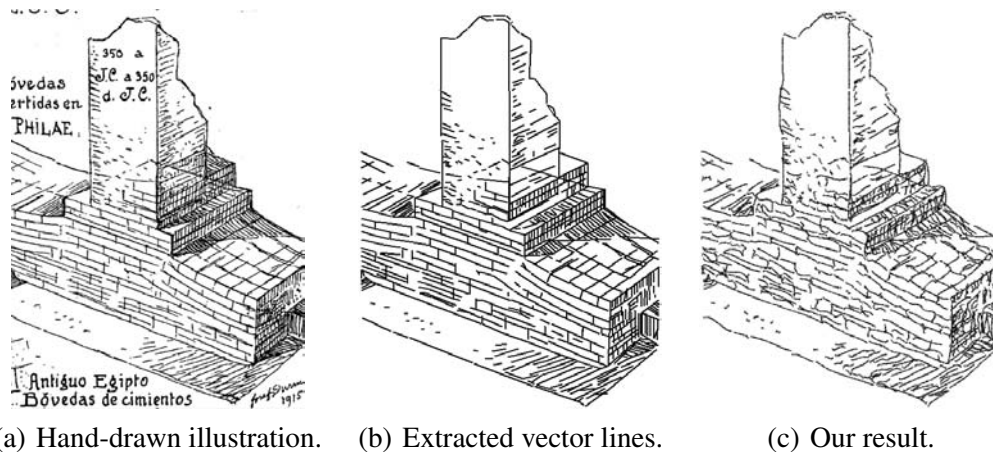 d. J. C.
350 a
J.C. a 350
d. J.C.
óvedas
ertidas en
PHILAE.
Antiguo Egipto
Bóvedas de cimientos
1915
(a) Hand-drawn illustration.
(b) Extracted vector lines.
(c) Our result.